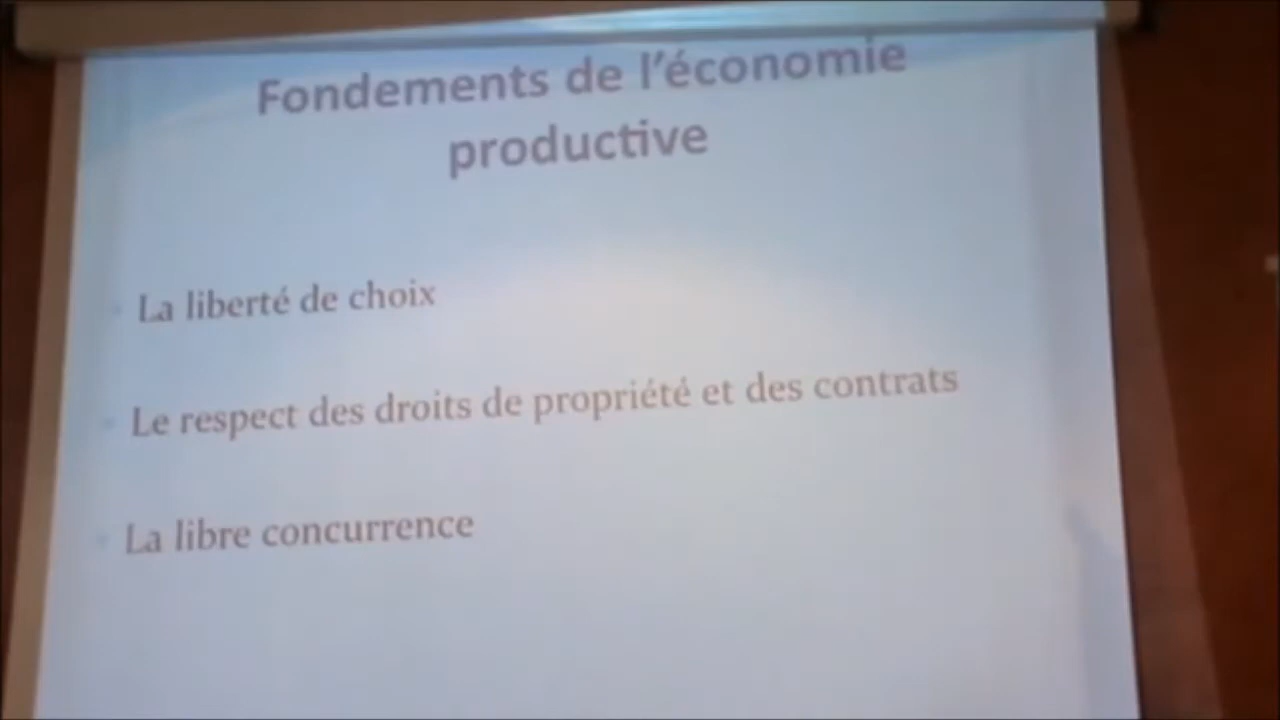 Fondements de l’économie
productive
La liberté de choix
Le respect des droits de propriété et des contrats
La libre concurrence